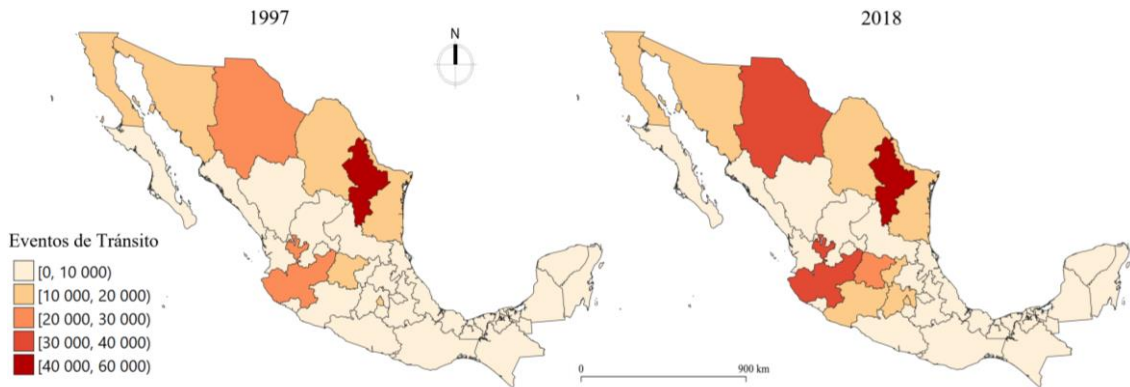 1997
2018
N
Eventos de Tránsito
[0, 10 000)
[10 000, 20 000)
[20 000, 30 000)
[30 000, 40 000)
[40 000, 60 000)
0 900 km